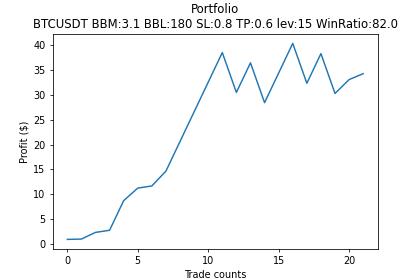 Portfolio
BTCUSDT BBM:3.1 BBL:180 SL:0.8 TP:0.6 lev:15 WinRatio:82.0
40
35
30
25
20
15
10
5
0
Profit ($)
0 5 10 15 20
Trade counts